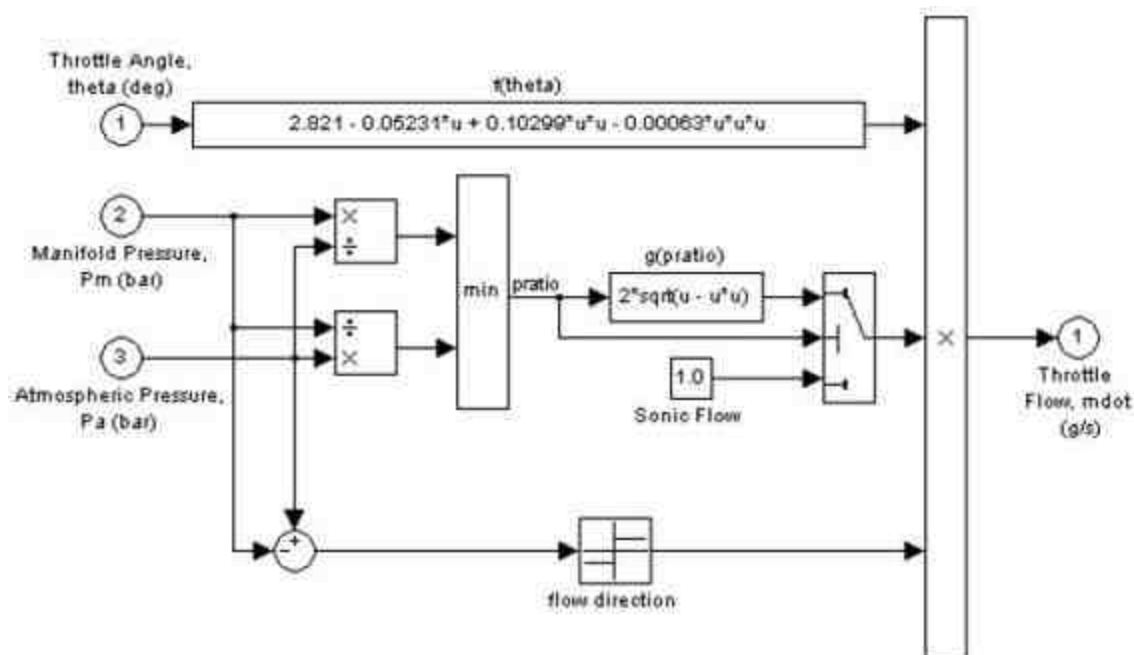 Throttle Angle,
theta (deg)
1
f(theta)
2.821 - 0.05231*u + 0.10299*u*u - 0.00063*u*u*u
2
Manifold Pressure,
Pm (bar)
×
÷
3
Atmospheric Pressure,
Pa (bar)
÷
×
min
pratio
g(pratio)
2*sqrt(u - u*u)
1.0
Sonic Flow
×
1
Throttle
Flow, mdot
(g/s)
- +
flow direction